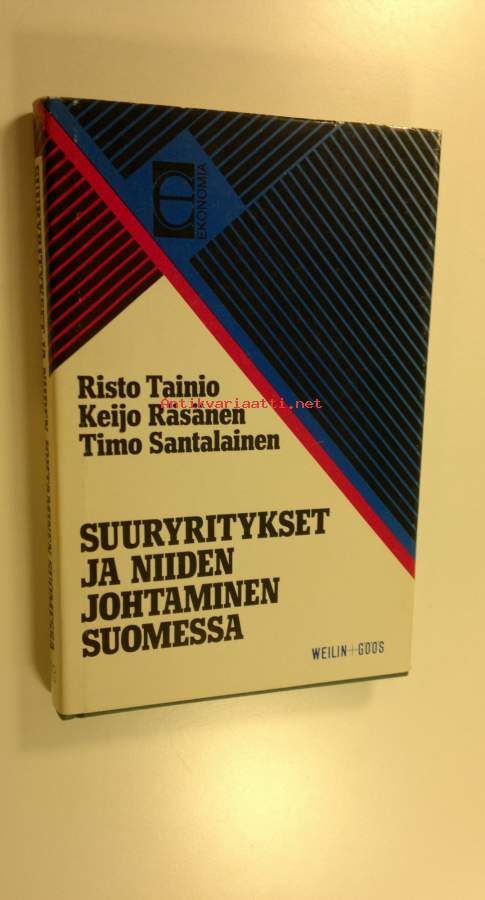 EKONOMIA
Risto Tainio
Keijo Räsänen
Timo Santalainen
Antikvariaatti.net
SUURYRITYKSET
JA NIIDEN
JOHTAMINEN
SUOMESSA
WEILIN+GÖÖS